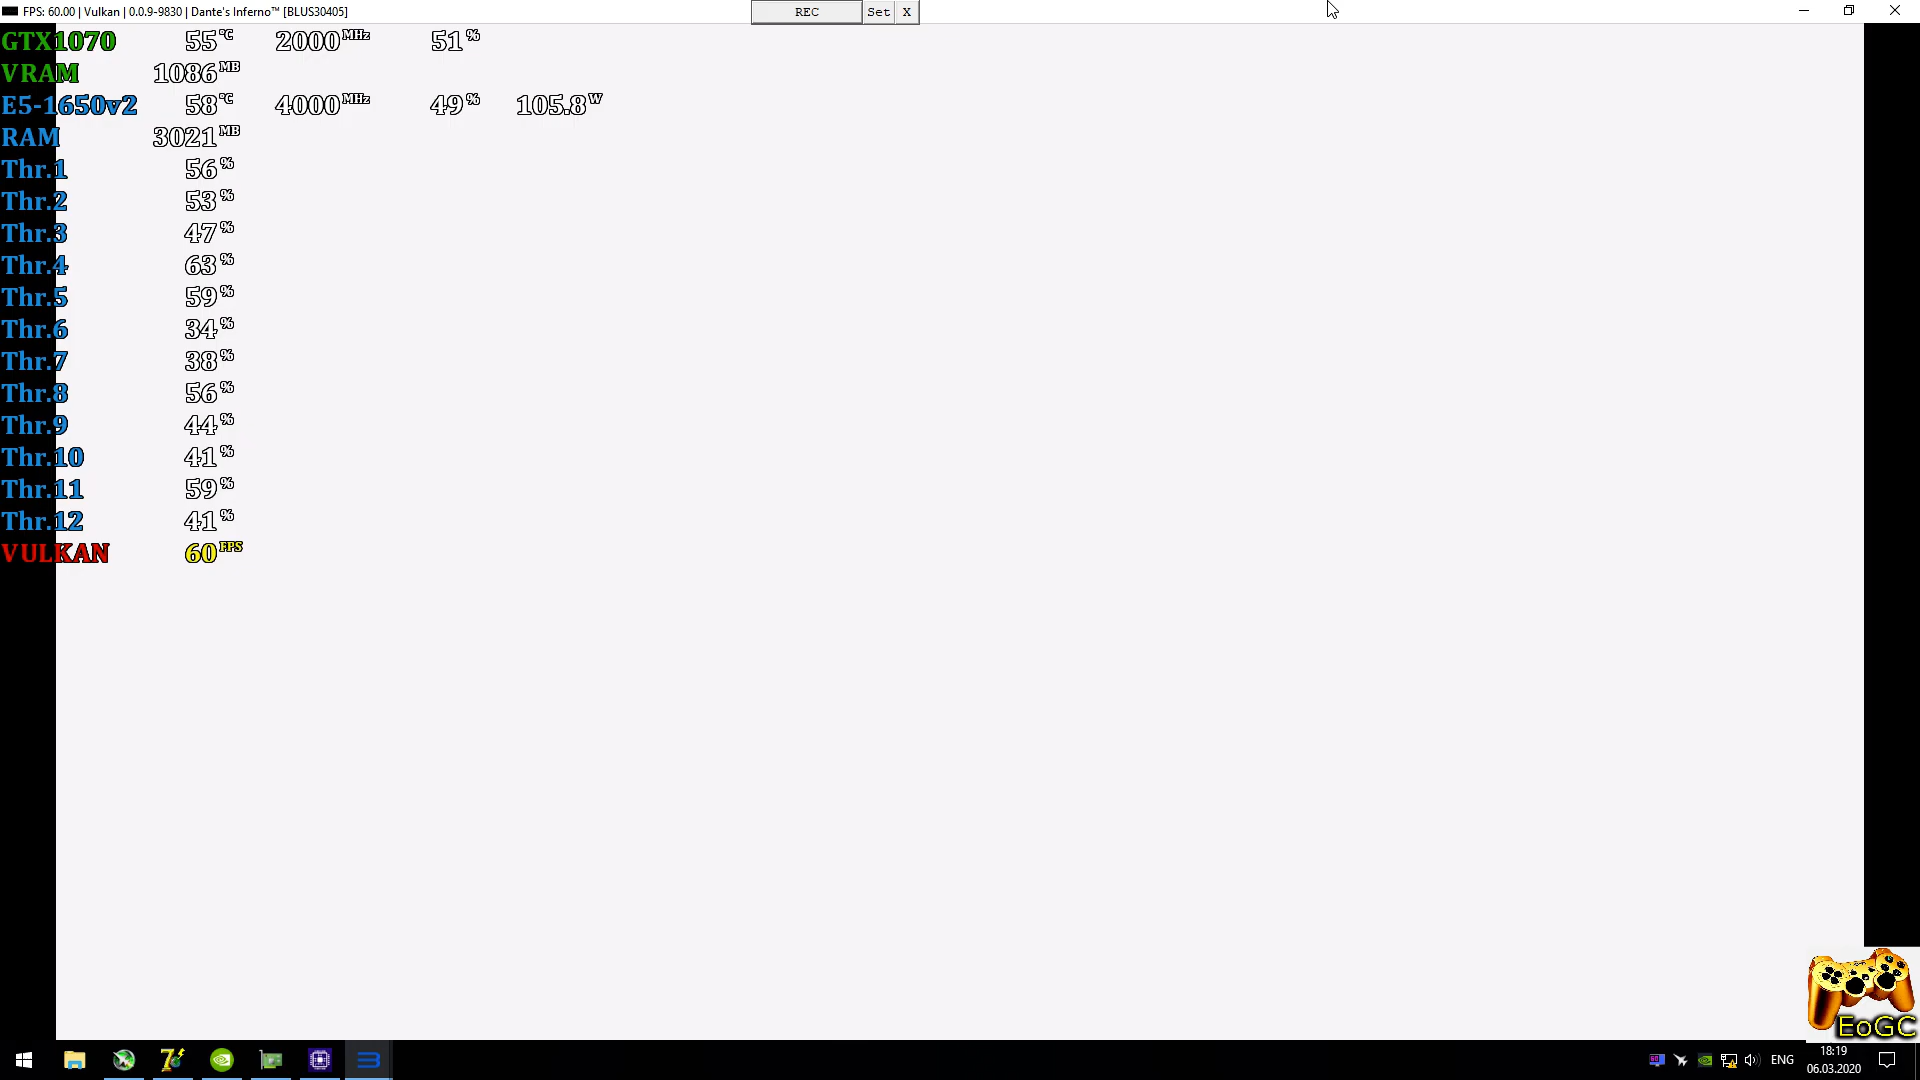 FPS: 60.00 | Vulkan | 0.0.9-9830 | Dante's Inferno™ [BLUS30405]
REC Set X
GTX1070 55°C 2000MHz 51%
VRAM 1086MB
E5-1650v2 58°C 4000MHz 49% 105.8W
RAM 3021MB
Thr.1 56%
Thr.2 53%
Thr.3 47%
Thr.4 63%
Thr.5 59%
Thr.6 34%
Thr.7 38%
Thr.8 56%
Thr.9 44%
Thr.10 41%
Thr.11 59%
Thr.12 41%
VULKAN 60FPS
EoGC
ENG
18:19
06.03.2020